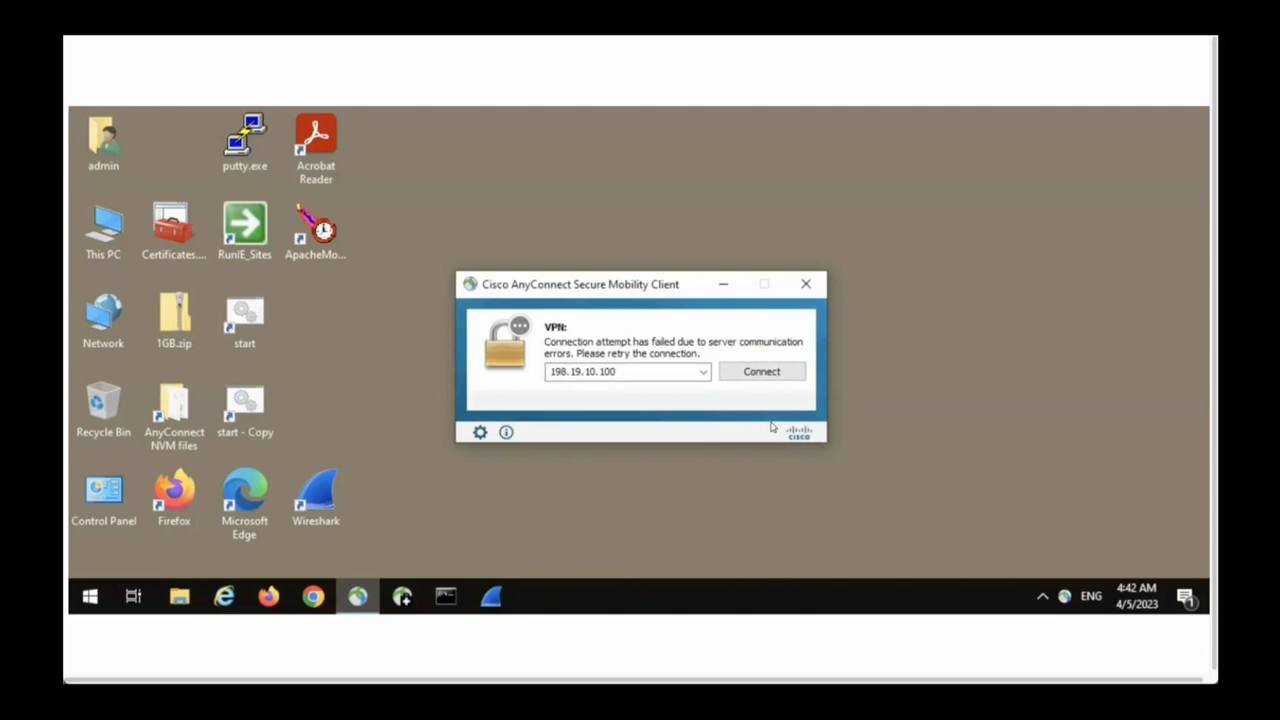 admin
putty.exe
Acrobat
Reader
This PC
Certificates....
RunIE_Sites
ApacheMo...
Network
1GB.zip
start
Recycle Bin
AnyConnect
NVM files
start - Copy
Control Panel
Firefox
Microsoft
Edge
Wireshark
Cisco AnyConnect Secure Mobility Client
VPN:
Connection attempt has failed due to server communication
errors. Please retry the connection.
198.19.10.100
Connect
CISCO
ENG
4:42 AM
4/5/2023
1